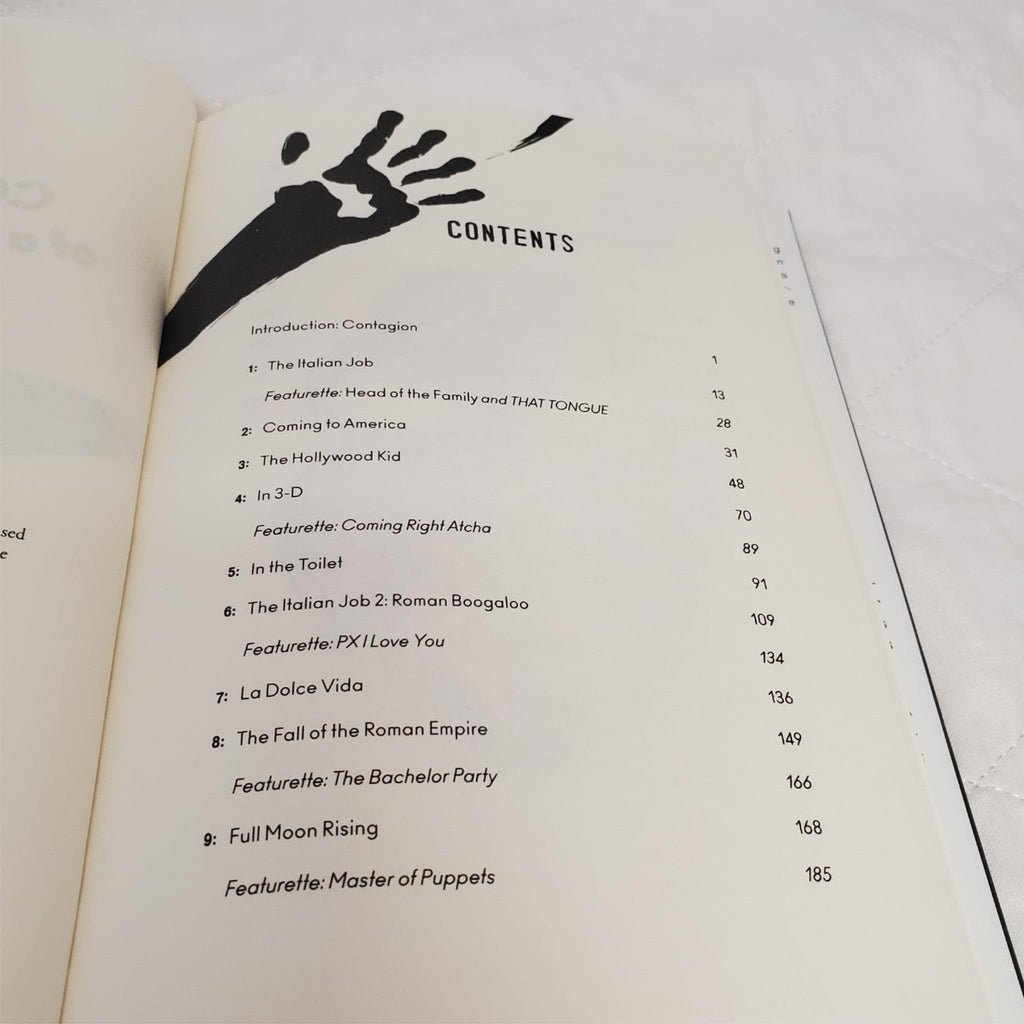 sed
e
CONTENTS
Introduction: Contagion 1
1: The Italian Job 13
Featurette: Head of the Family and THAT TONGUE 28
2: Coming to America 31
3: The Hollywood Kid 48
4: In 3-D 70
Featurette: Coming Right Atcha 89
5: In the Toilet 91
6: The Italian Job 2: Roman Boogaloo 109
Featurette: PX I Love You 134
7: La Dolce Vida 136
8: The Fall of the Roman Empire 149
Featurette: The Bachelor Party 166
9: Full Moon Rising 168
Featurette: Master of Puppets 185